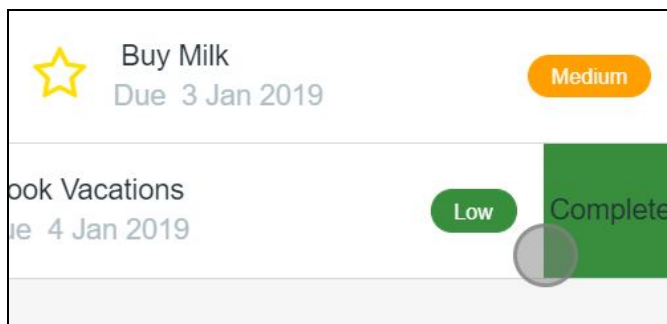 Buy Milk
Due 3 Jan 2019
Medium
ook Vacations
ue 4 Jan 2019
Low
Complete